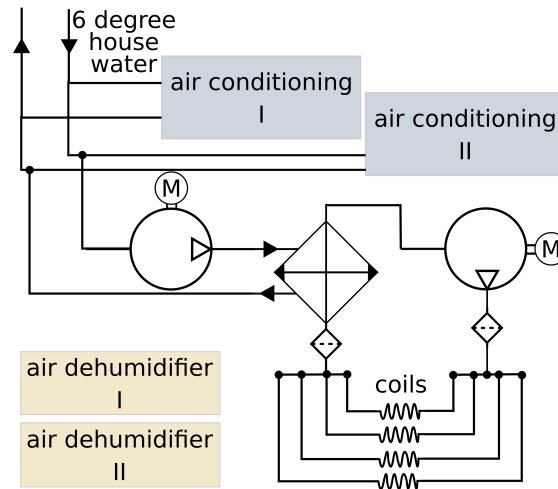 6 degree
house
water
air conditioning
I
air conditioning
II
M
M
coils
air dehumidifier
I
air dehumidifier
II